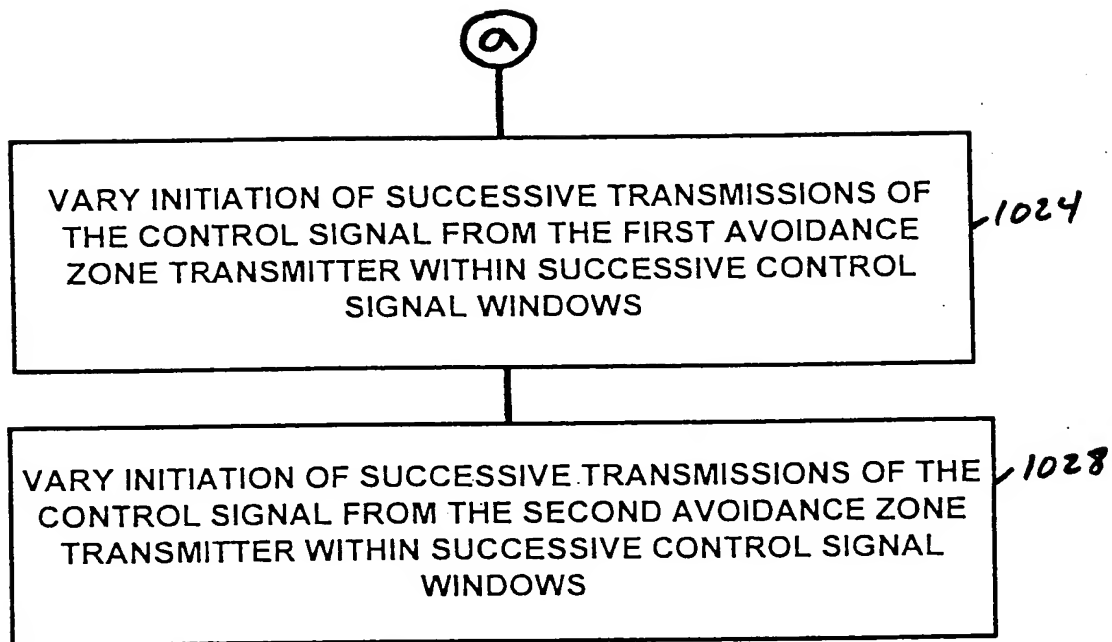 a
VARY INITIATION OF SUCCESSIVE TRANSMISSIONS OF
THE CONTROL SIGNAL FROM THE FIRST AVOIDANCE
ZONE TRANSMITTER WITHIN SUCCESSIVE CONTROL
SIGNAL WINDOWS
1024
VARY INITIATION OF SUCCESSIVE TRANSMISSIONS OF THE
CONTROL SIGNAL FROM THE SECOND AVOIDANCE ZONE
TRANSMITTER WITHIN SUCCESSIVE CONTROL SIGNAL
WINDOWS
1028